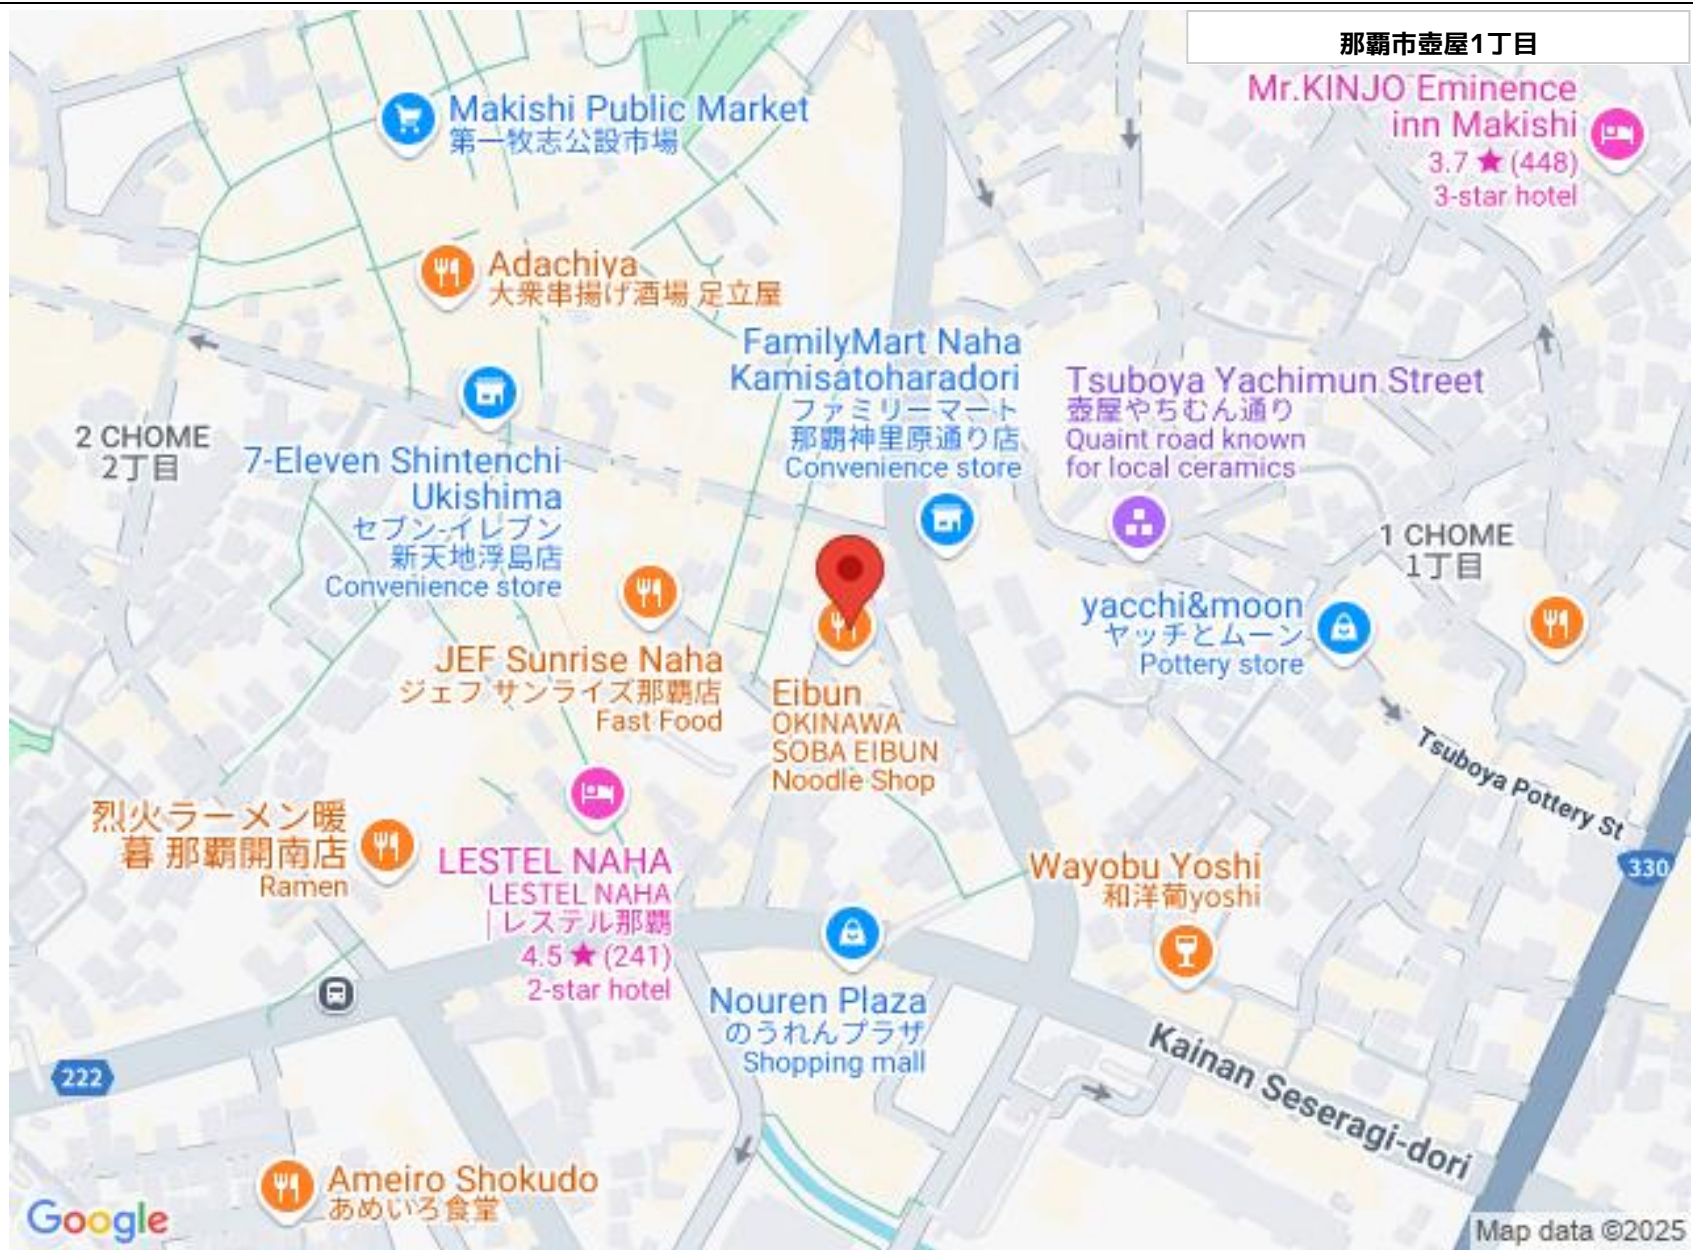 那覇市壺屋1丁目
Makishi Public Market
第一牧志公設市場
Mr.KINJO Eminence
inn Makishi
3.7 ★ (448)
3-star hotel
Adachiya
大衆串揚げ酒場 足立屋
FamilyMart Naha
Kamisatoharadori
ファミリーマート
那覇神里原通り店
Convenience store
Tsuboya Yachimun Street
壺屋やちむん通り
Quaint road known
for local ceramics
2 CHOME
2丁目
7-Eleven Shintenchi
Ukishima
セブン-イレブン
新天地浮島店
Convenience store
1 CHOME
1丁目
yacchi&moon
ヤッチとムーン
Pottery store
JEF Sunrise Naha
ジェフ サンライズ那覇店
Fast Food
Eibun
OKINAWA
SOBA EIBUN
Noodle Shop
Tsuboya Pottery St
烈火ラーメン暖
暮 那覇開南店
Ramen
LESTEL NAHA
LESTEL NAHA
| レステル那覇
4.5 ★ (241)
2-star hotel
Wayobu Yoshi
和洋葡yoshi
330
Nouren Plaza
のうれんプラザ
Shopping mall
Kainan Seseragi-dori
222
Ameiro Shokudo
あめいろ食堂
Google
Map data ©2025